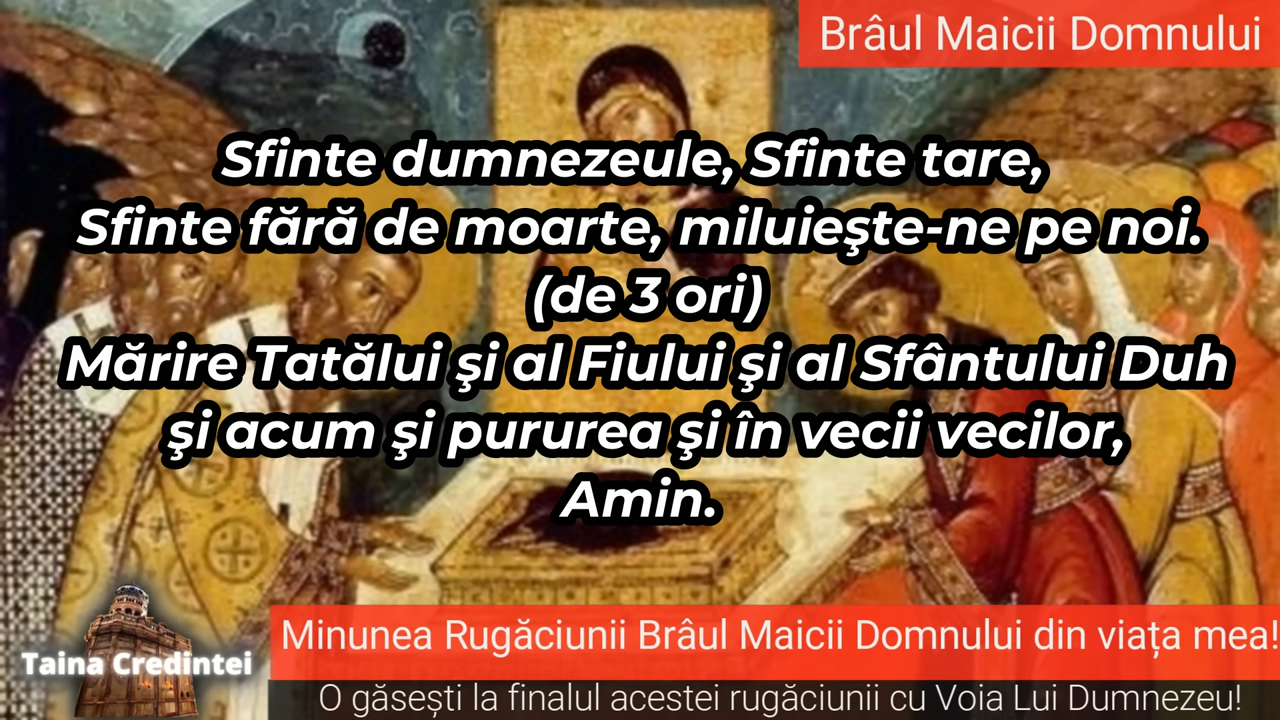 Brâul Maicii Domnului
Sfinte dumnezeule, Sfinte tare,
Sfinte fără de moarte, miluieşte-ne pe noi.
(de 3 ori)
Mărire Tatălui şi al Fiului şi al Sfântului Duh
şi acum şi pururea şi în vecii vecilor,
Amin.
Minunea Rugăciunii Brâul Maicii Domnului din viața mea!
Taina Credintei
O găsești la finalul acestei rugăciunii cu Voia Lui Dumnezeu!